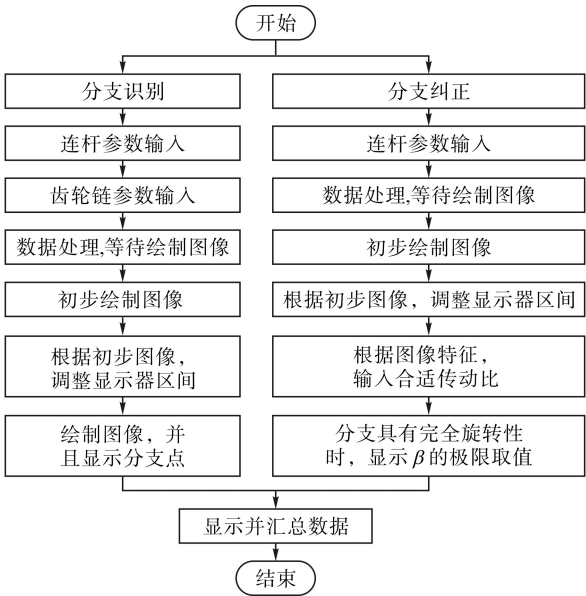 开始
分支识别
连杆参数输入
齿轮链参数输入
数据处理,等待绘制图像
初步绘制图像
根据初步图像，
调整显示器区间
绘制图像，并
且显示分支点
分支纠正
连杆参数输入
数据处理,等待绘制图像
初步绘制图像
根据初步图像，调整显示器区间
根据图像特征，
输入合适传动比
分支具有完全旋转性
时，显示β的极限取值
显示并汇总数据
结束